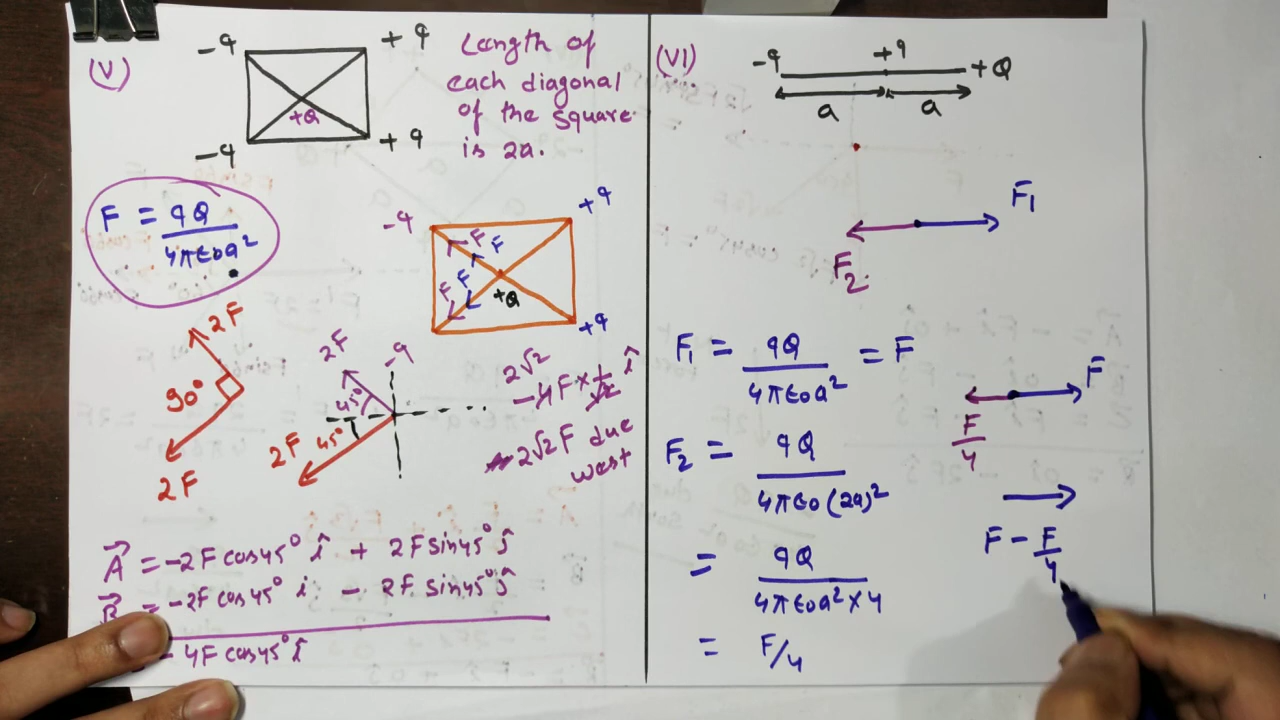 (V)
-q
+q
+Q
-q
+q
Length of
each diagonal
of the square
is 2a.
F = qQ
4πε0a²
-q
+q
F
F
F
F
+Q
+q
2F
90°
2F
2F
-q
45°
2F
45°
2√2
-4F × 1/√2 î
2√2F due
west
A = -2F cos45° î + 2F sin45° ĵ
B = -2F cos45° i - 2F sin45° ĵ
- 4F cos45° î
(VI)
-q
+q
+Q
a
a
F1
F2
F1 = qQ = F
4πε0a²
F
F
4
F2 = qQ
4πε0(2a)²
F - F
4
= qQ
4πε0a²×4
= F/4